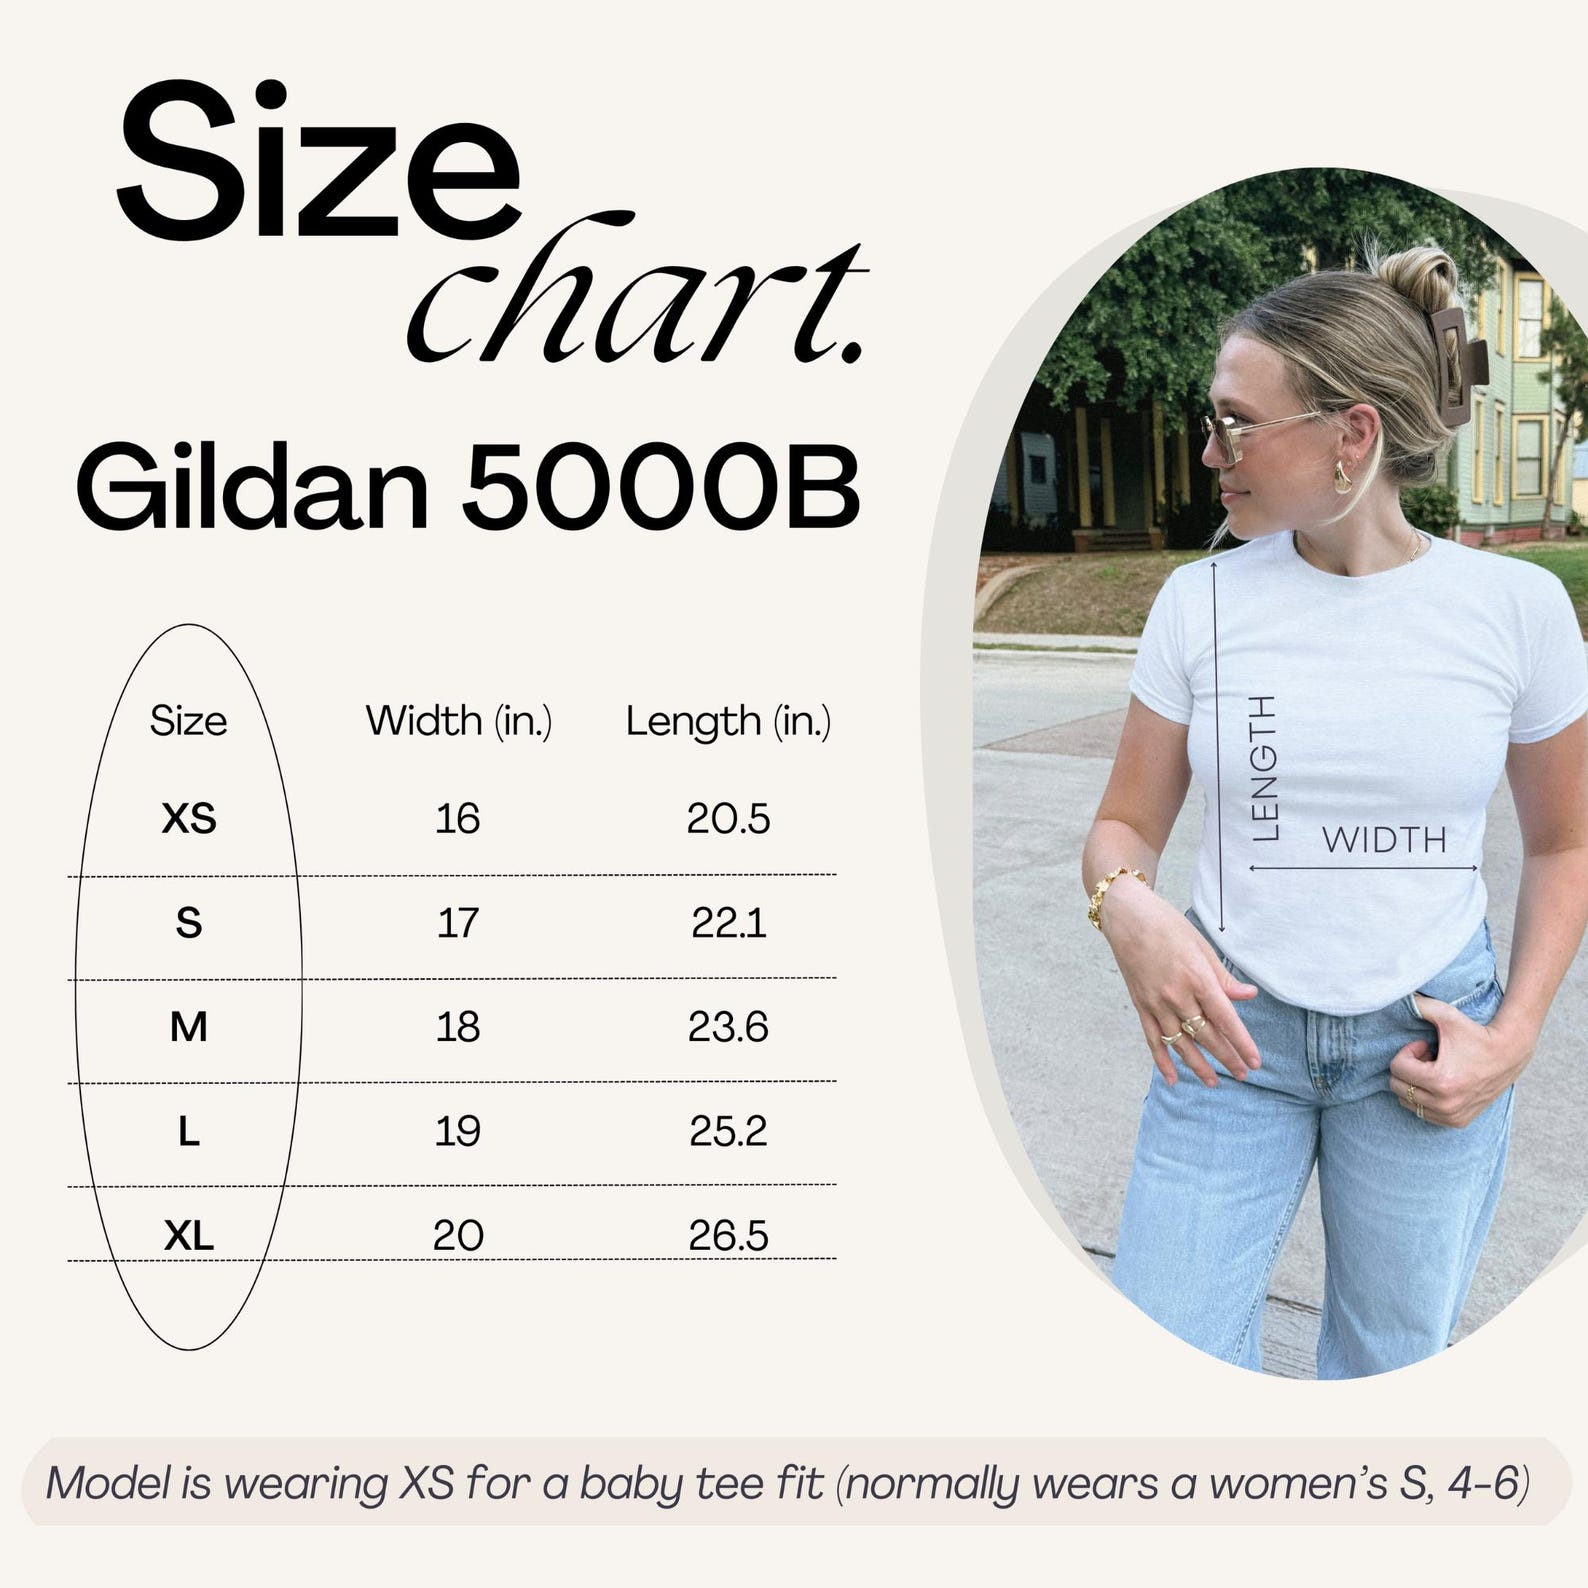 Size
chart.
Gildan 5000B
Size Width (in.) Length (in.)
XS 16 20.5
S 17 22.1
M 18 23.6
L 19 25.2
XL 20 26.5
LENGTH
WIDTH
Model is wearing XS for a baby tee fit (normally wears a women's S, 4-6)